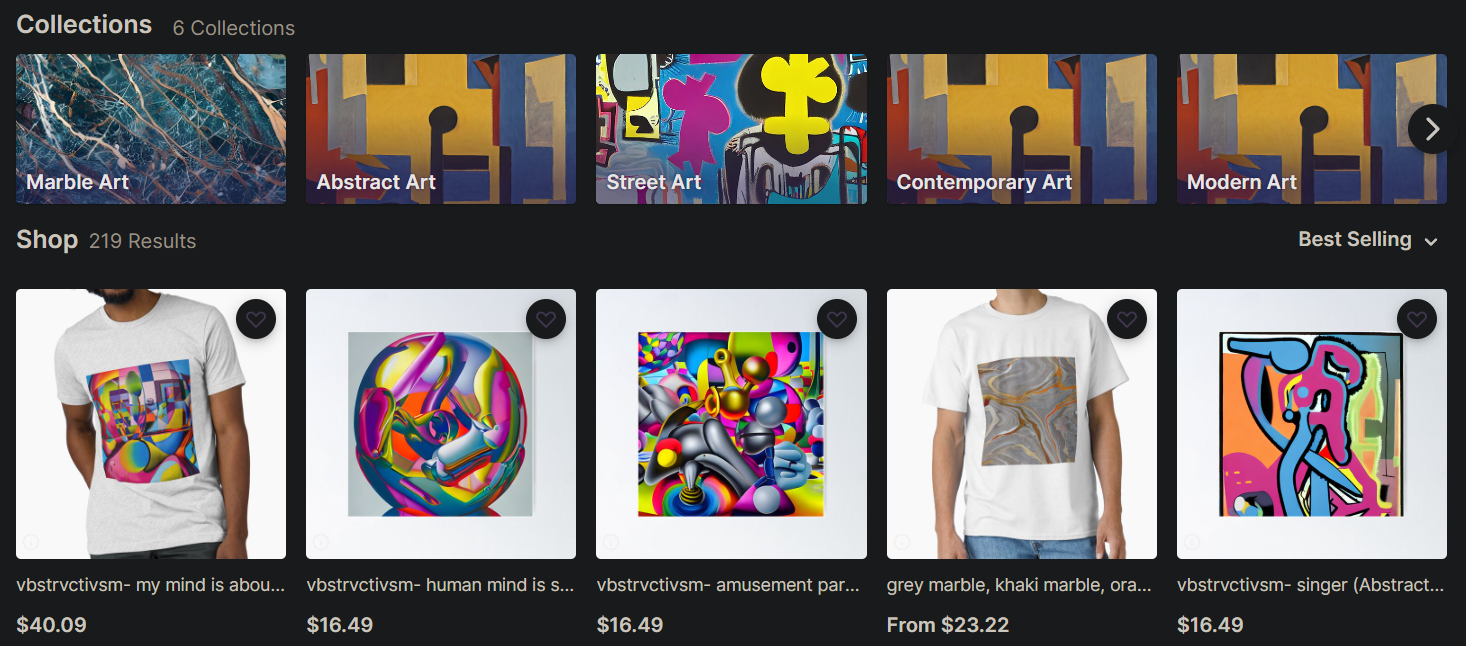 Collections 6 Collections
Marble Art
Abstract Art
Street Art
Contemporary Art
Modern Art
Shop 219 Results
Best Selling
vbstrvctivsm- my mind is abou...
vbstrvctivsm- human mind is s...
vbstrvctivsm- amusement par...
grey marble, khaki marble, ora...
vbstrvctivsm- singer (Abstract...
$40.09
$16.49
$16.49
From $23.22
$16.49